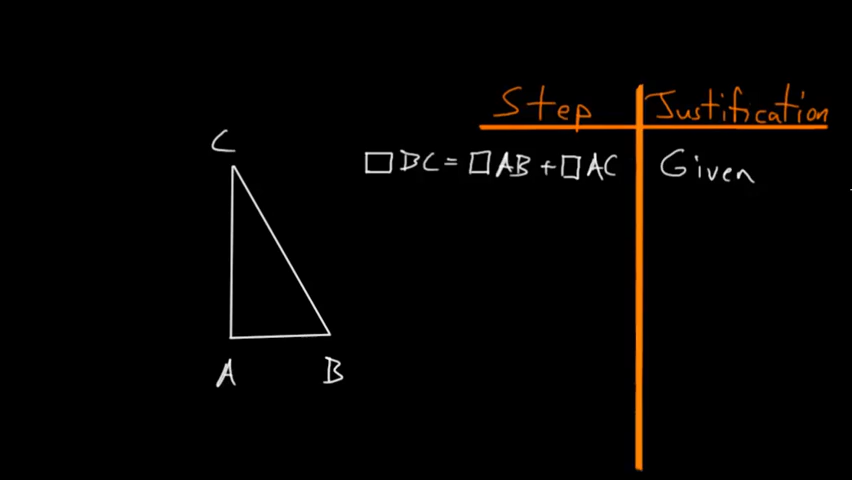 Step Justification
C
□BC = □AB + □AC Given
A B